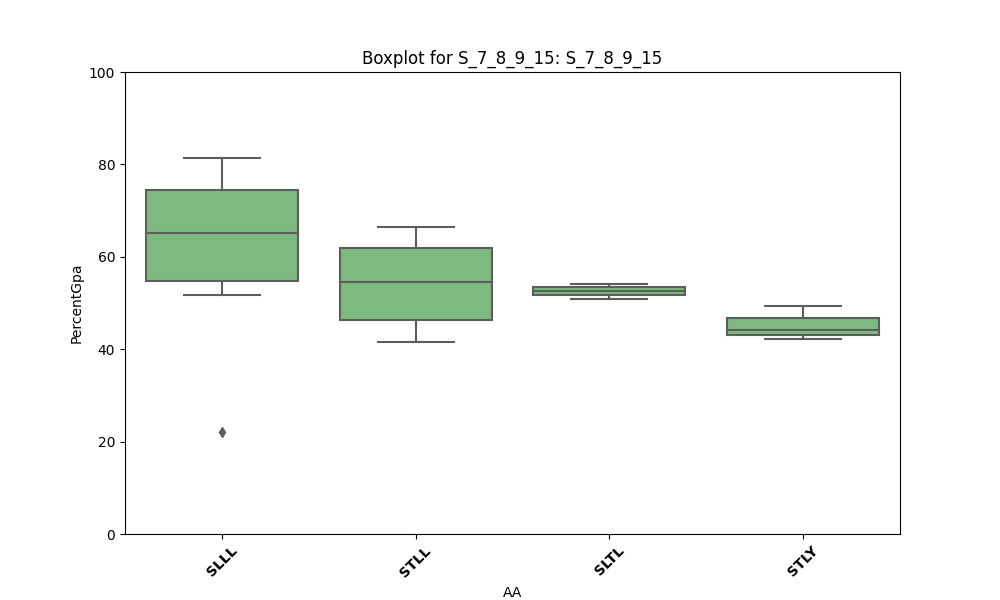 Boxplot for S_7_8_9_15: S_7_8_9_15
100
80
60
40
20
0
PercentGpa
SLLL
STLL
SLTL
STLY
AA